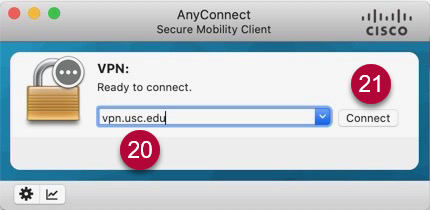 AnyConnect
Secure Mobility Client
CISCO
VPN:
Ready to connect.
21
vpn.usc.edu
Connect
20